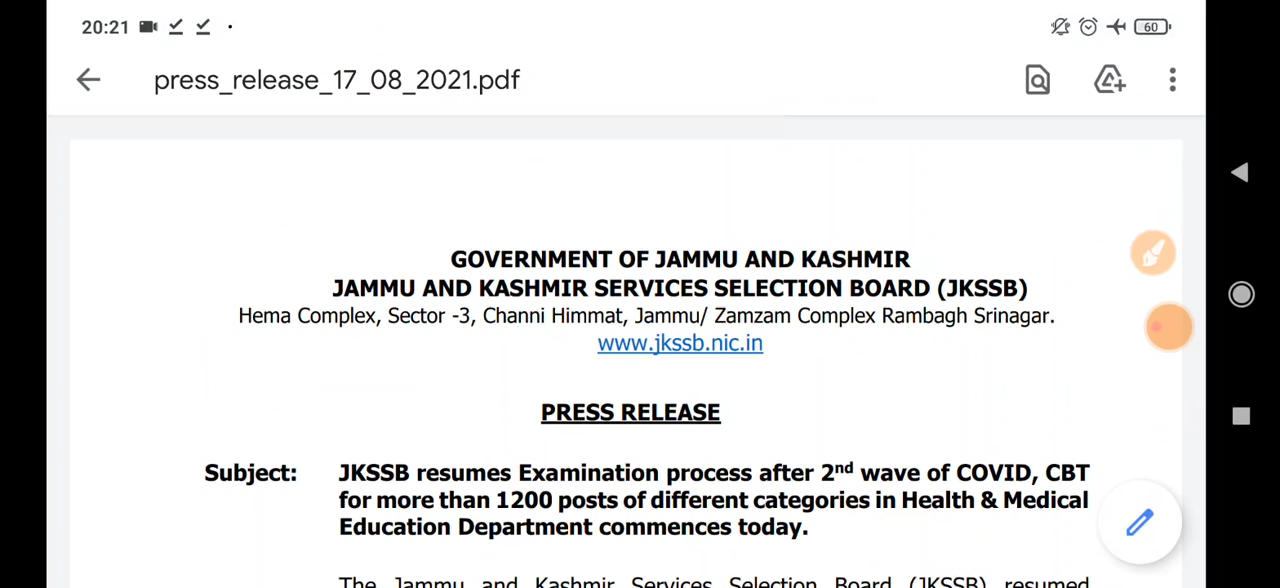 20:21
60
press_release_17_08_2021.pdf
GOVERNMENT OF JAMMU AND KASHMIR
JAMMU AND KASHMIR SERVICES SELECTION BOARD (JKSSB)
Hema Complex, Sector -3, Channi Himmat, Jammu/ Zamzam Complex Rambagh Srinagar.
www.jkssb.nic.in
PRESS RELEASE
Subject: JKSSB resumes Examination process after 2nd wave of COVID, CBT
for more than 1200 posts of different categories in Health & Medical
Education Department commences today.
The Jammu and Kashmir Services Selection Board (JKSSB) resumed